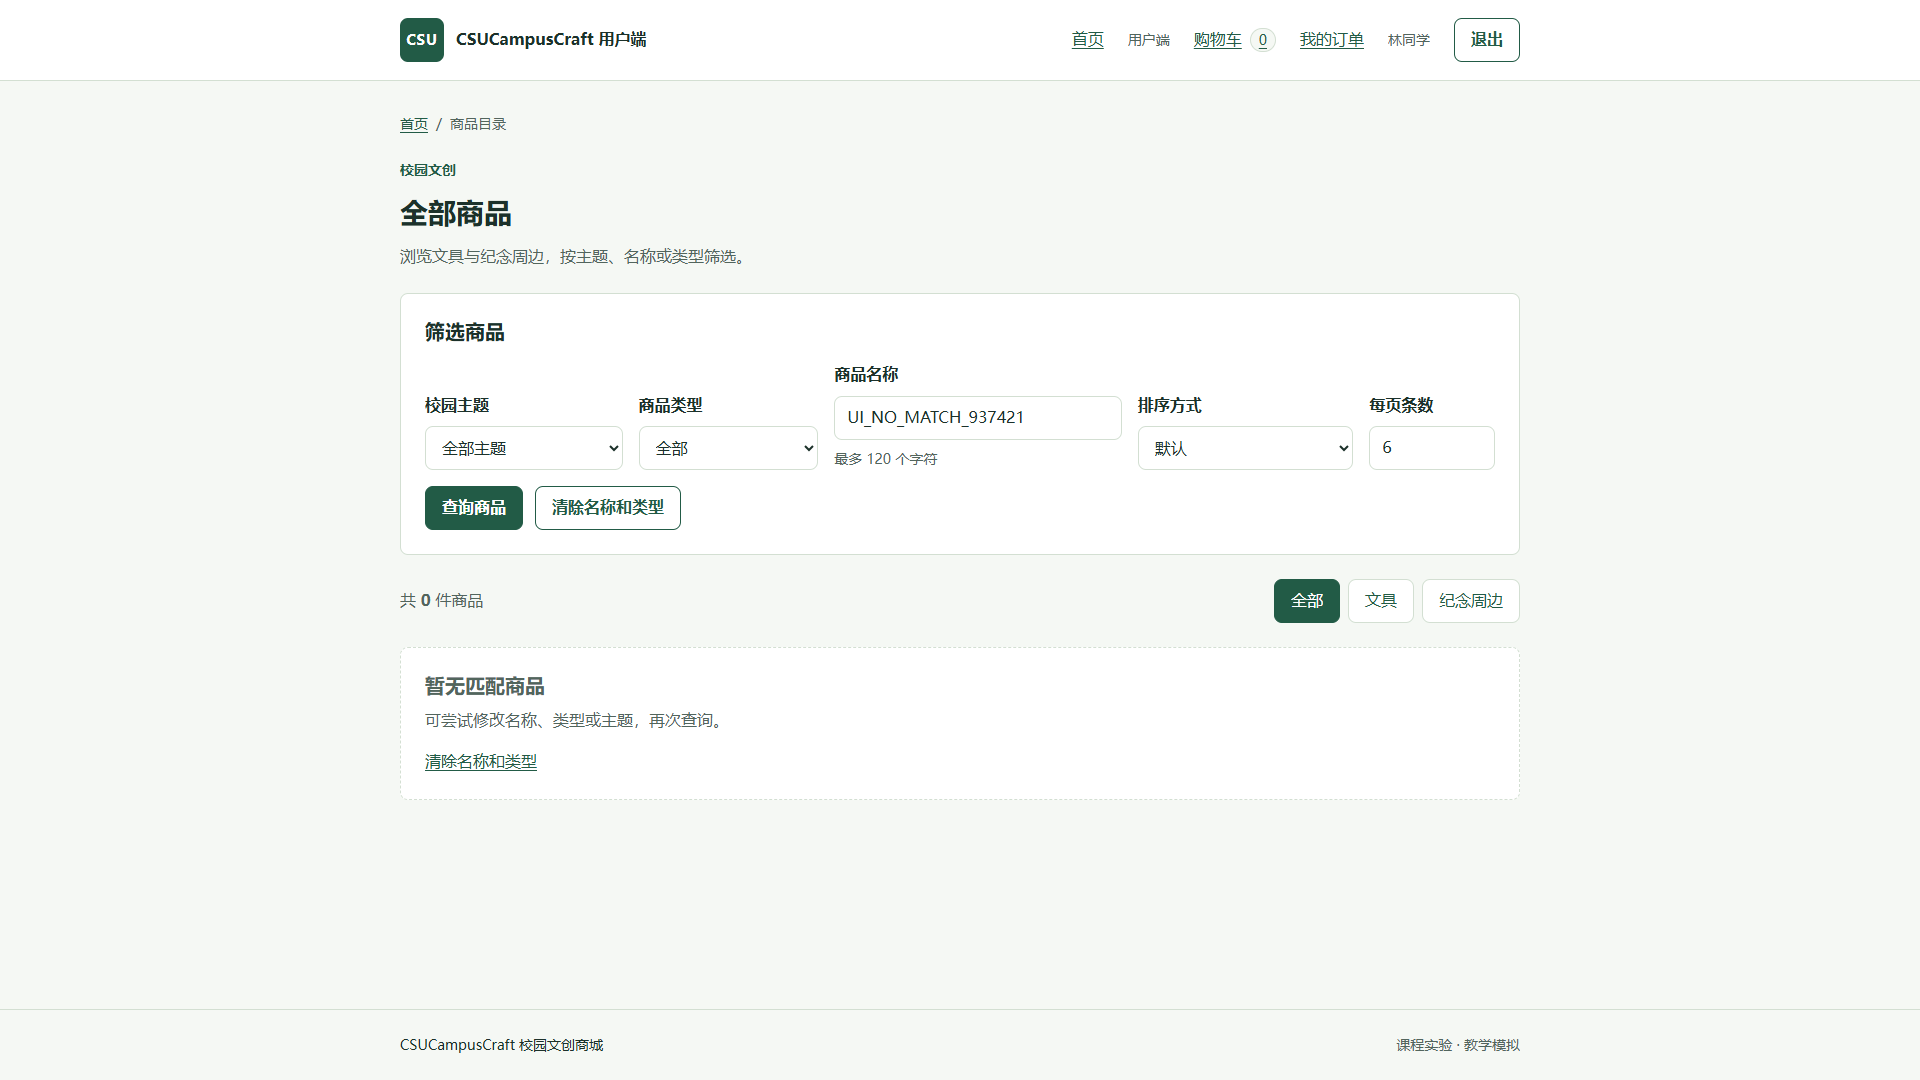 CSU
CSUCampusCraft 用户端
首页 用户端 购物车 0 我的订单 林同学 退出
首页 / 商品目录
校园文创
全部商品
浏览文具与纪念周边，按主题、名称或类型筛选。
筛选商品
校园主题 商品类型 商品名称 排序方式 每页条数
全部主题 全部 UI_NO_MATCH_937421 默认 6
最多 120 个字符
查询商品 清除名称和类型
共 0 件商品 全部 文具 纪念周边
暂无匹配商品
可尝试修改名称、类型或主题，再次查询。
清除名称和类型
CSUCampusCraft 校园文创商城 课程实验 · 教学模拟